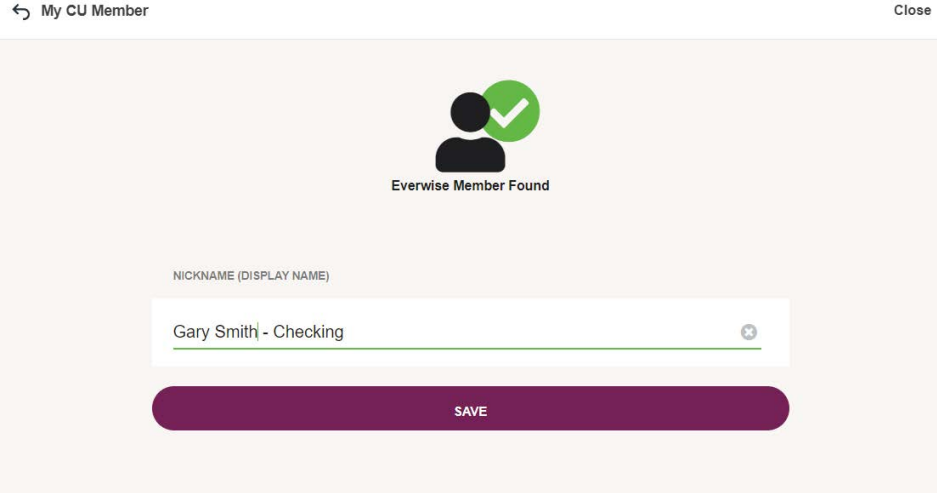 My CU Member
Close
Everwise Member Found
NICKNAME (DISPLAY NAME)
Gary Smith - Checking
SAVE